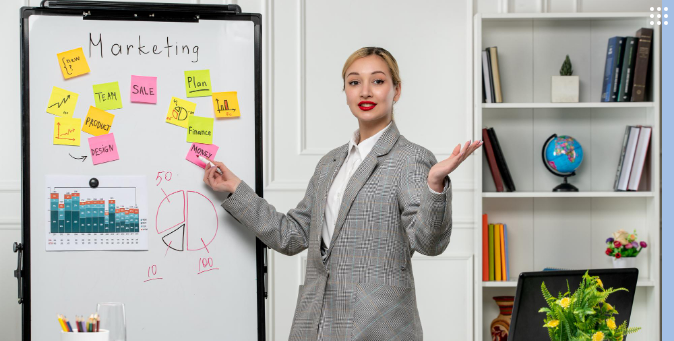 Marketing
Plan
TEAM
SALE
PRODUCT
Finance
DESIGN
MONEY
50
10
100